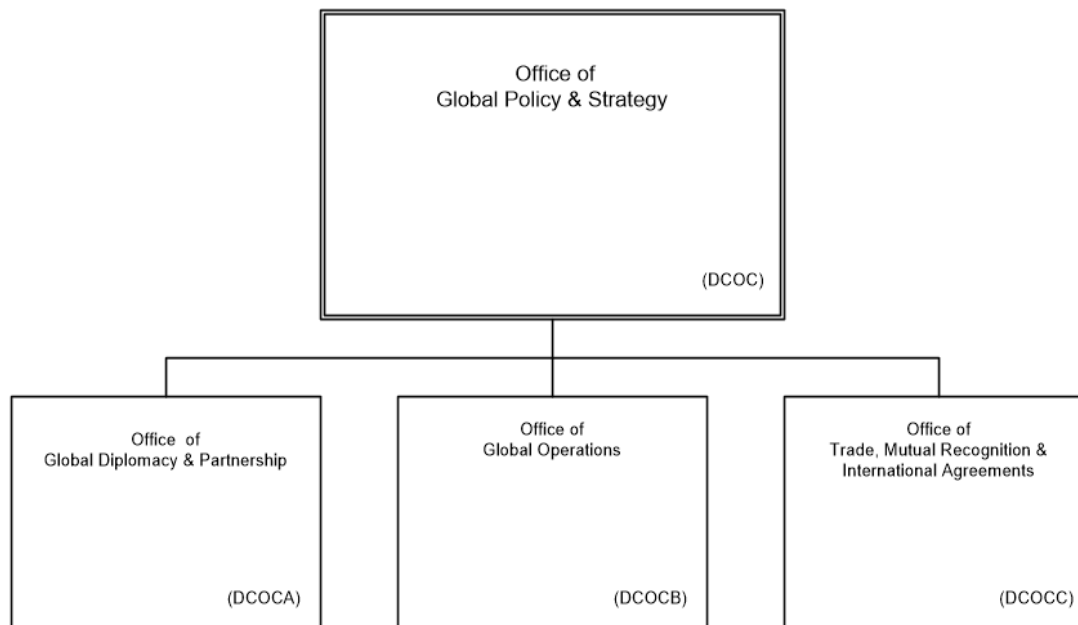 Office of
Global Policy & Strategy
(DCOC)
Office of
Global Diplomacy & Partnership
(DCOCA)
Office of
Global Operations
(DCOCB)
Office of
Trade, Mutual Recognition &
International Agreements
(DCOCC)